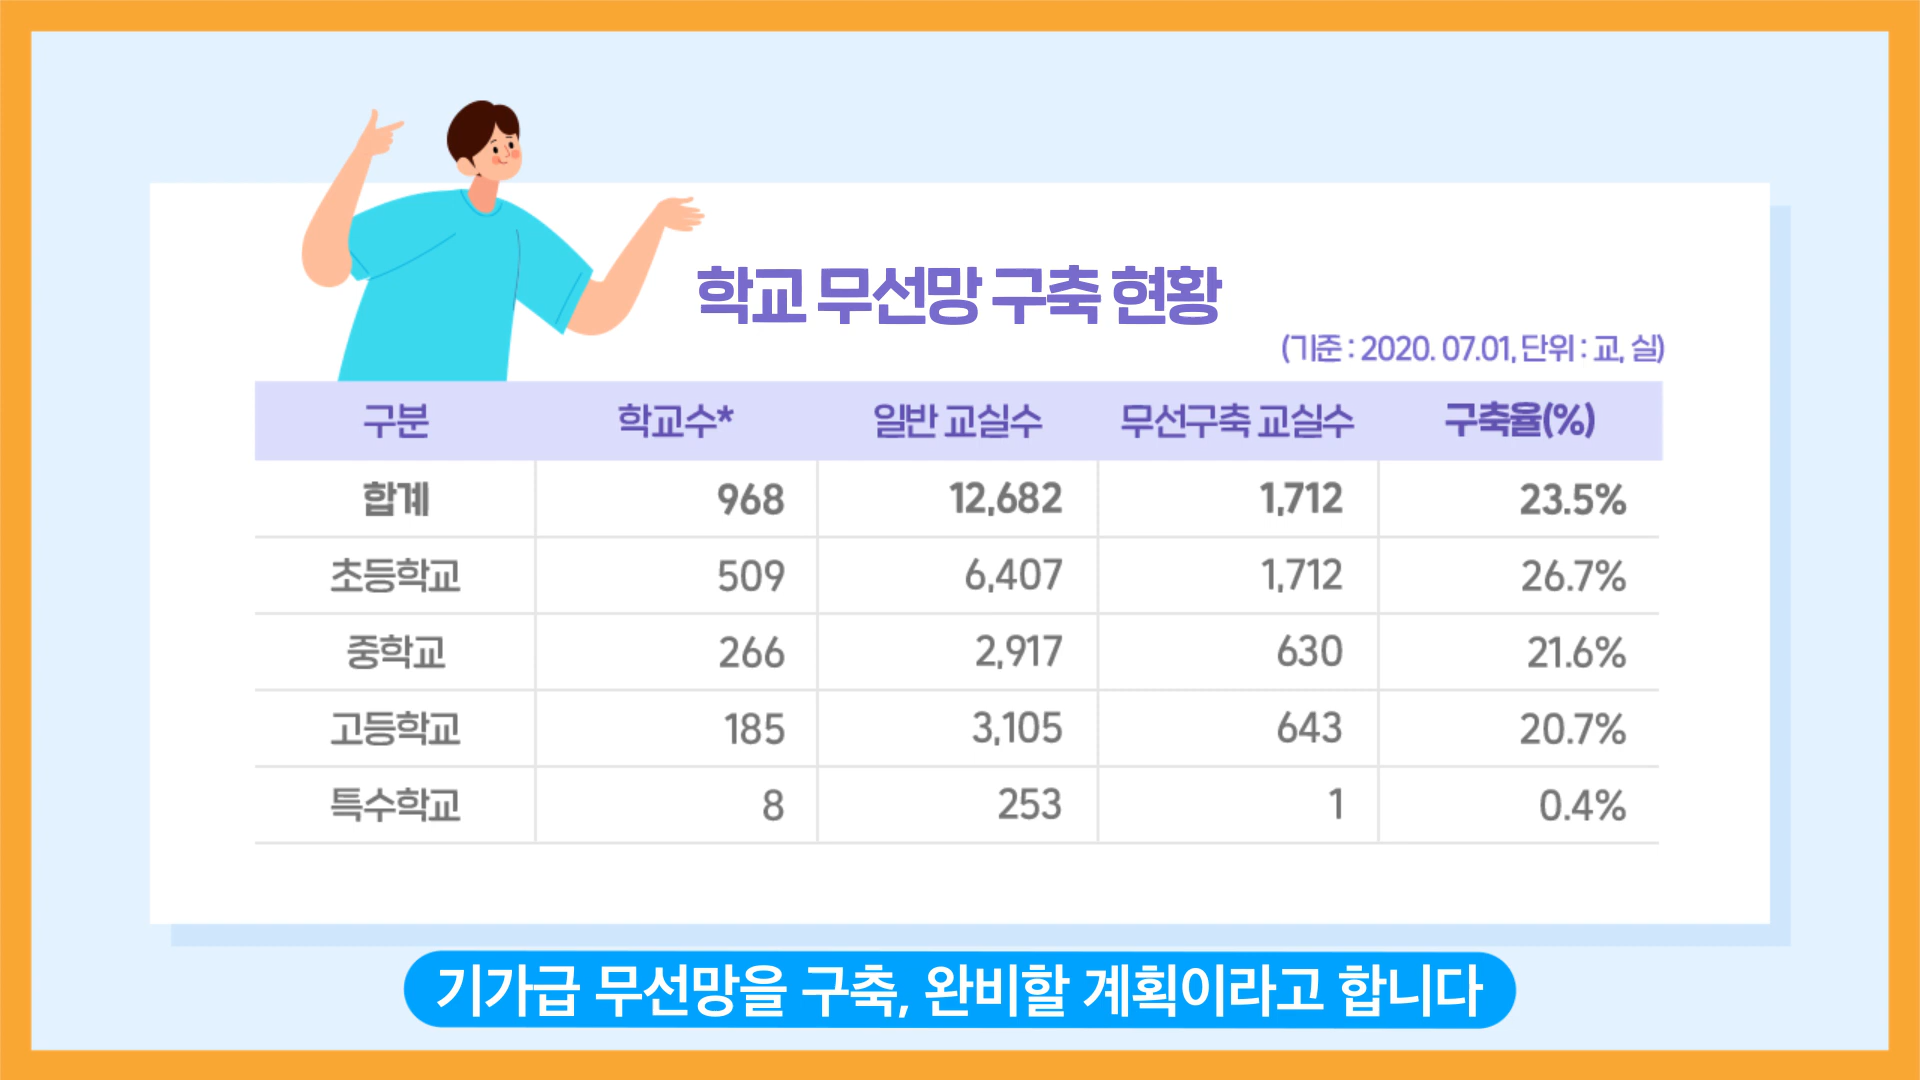 학교 무선망 구축 현황
(기준 : 2020. 07.01, 단위 : 교, 실)
구분 학교수* 일반 교실수 무선구축 교실수 구축율(%)
합계 968 12,682 1,712 23.5%
초등학교 509 6,407 1,712 26.7%
중학교 266 2,917 630 21.6%
고등학교 185 3,105 643 20.7%
특수학교 8 253 1 0.4%
기가급 무선망을 구축, 완비할 계획이라고 합니다